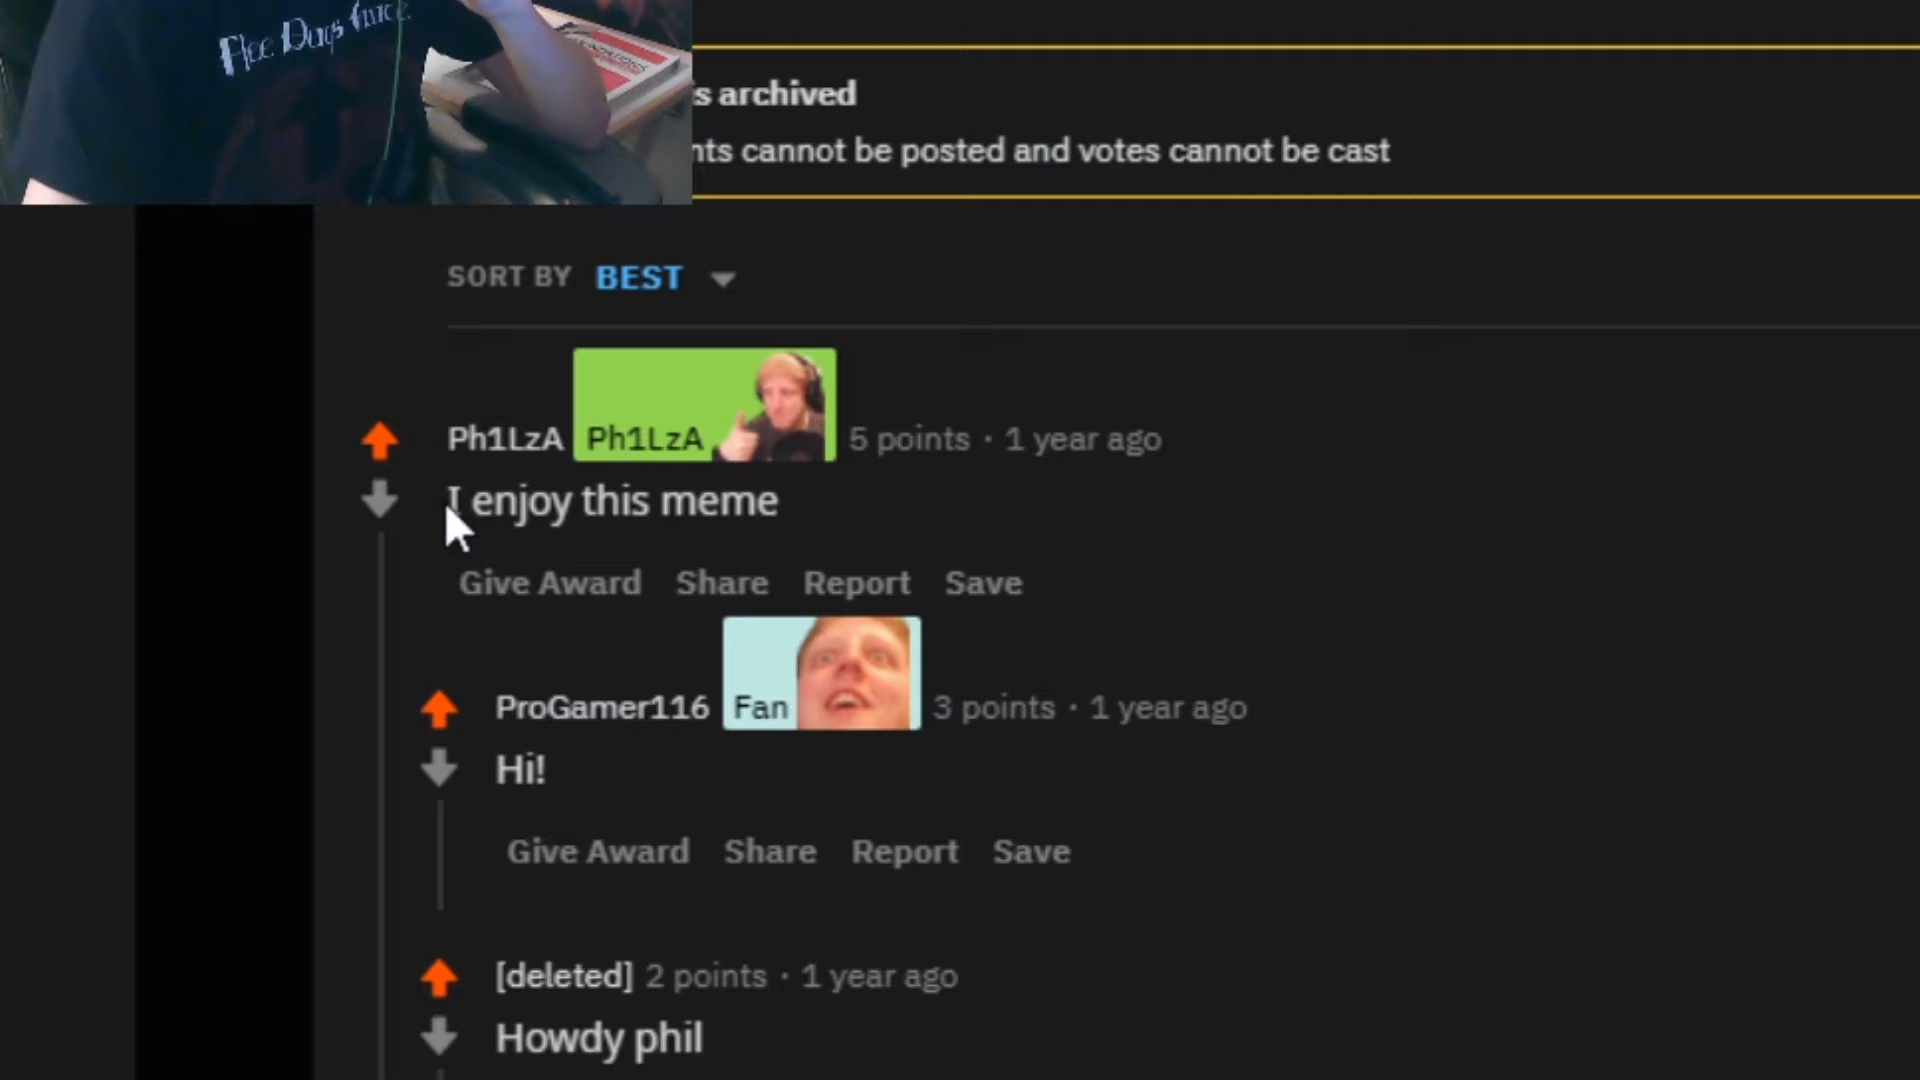 s archived
nts cannot be posted and votes cannot be cast
SORT BY BEST
Ph1LzA Ph1LzA 5 points · 1 year ago
I enjoy this meme
Give Award Share Report Save
ProGamer116 Fan 3 points · 1 year ago
Hi!
Give Award Share Report Save
[deleted] 2 points · 1 year ago
Howdy phil